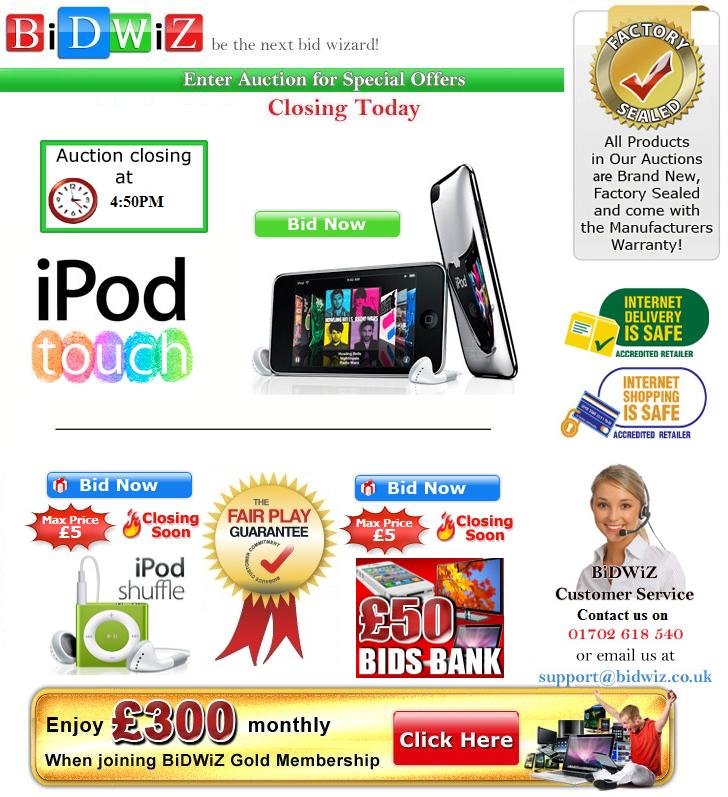 BiDWiZ be the next bid wizard!
Enter Auction for Special Offers
Closing Today
FACTORY
SEALED
All Products
in Our Auctions
are Brand New,
Factory Sealed
and come with
the Manufacturers
Warranty!
Auction closing
at
4:50PM
Bid Now
iPod
touch
iPod
INTERNET
DELIVERY
IS SAFE
ACCREDITED RETAILER
INTERNET
SHOPPING
IS SAFE
ACCREDITED RETAILER
Bid Now
Max Price
£5
Closing
Soon
iPod
shuffle
THE
FAIR PLAY
GUARANTEE
BIDGRIDS CUSTOMER COMMITMENT
Bid Now
Max Price
£5
Closing
Soon
£50
BIDS BANK
BiDWiZ
Customer Service
Contact us on
01702 618 540
or email us at
support@bidwiz.co.uk
Enjoy £300 monthly
When joining BiDWiZ Gold Membership
Click Here